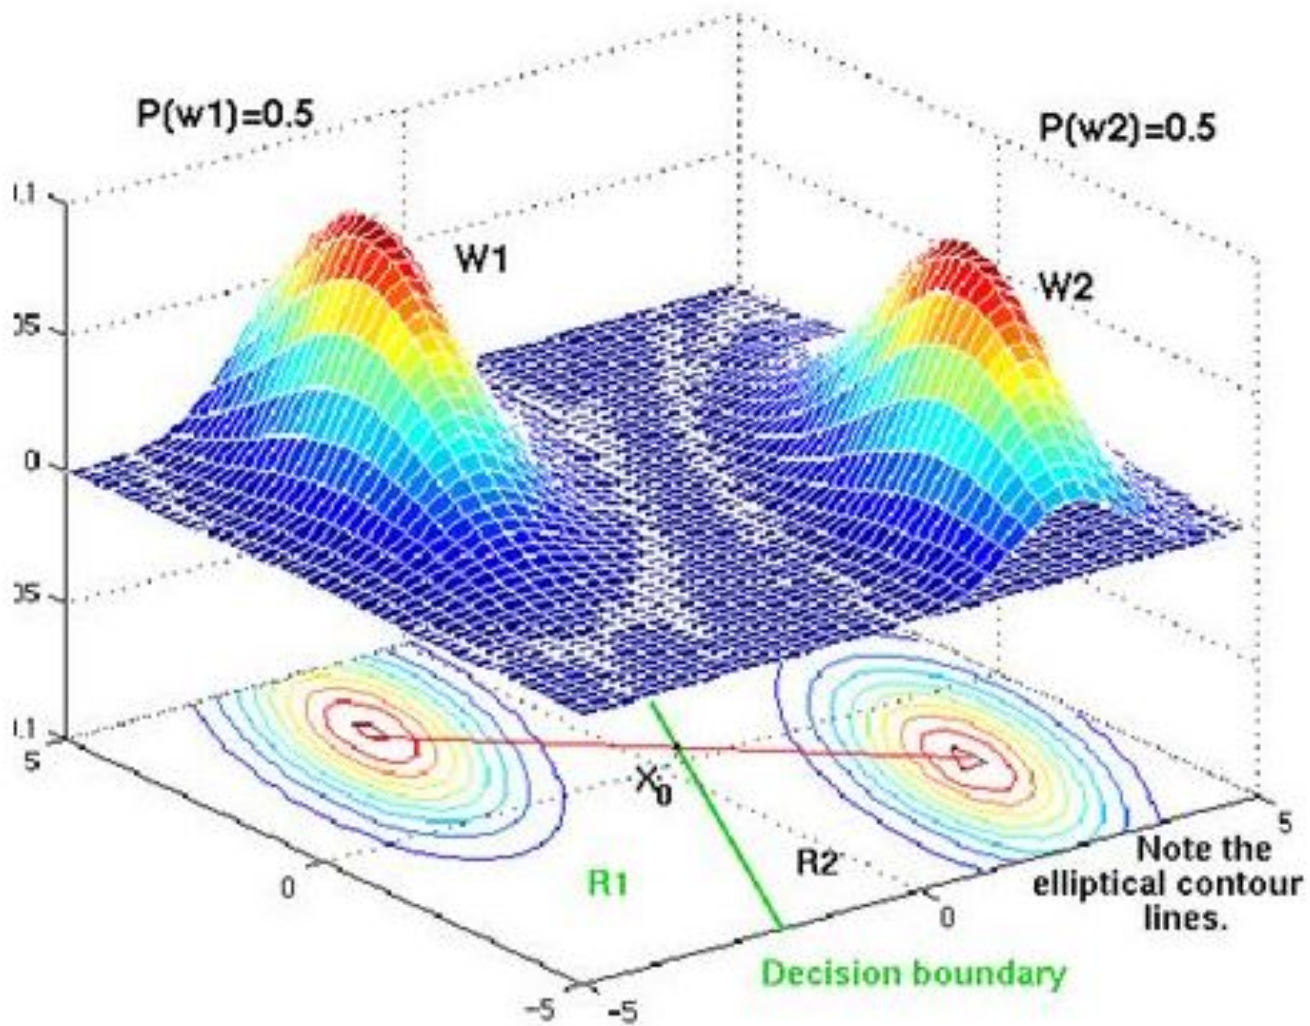 P(w1)=0.5
P(w2)=0.5
W1
W2
0
5
X0
R1
R2
Note the
elliptical contour
lines.
0
0
5
-5
-5
Decision boundary